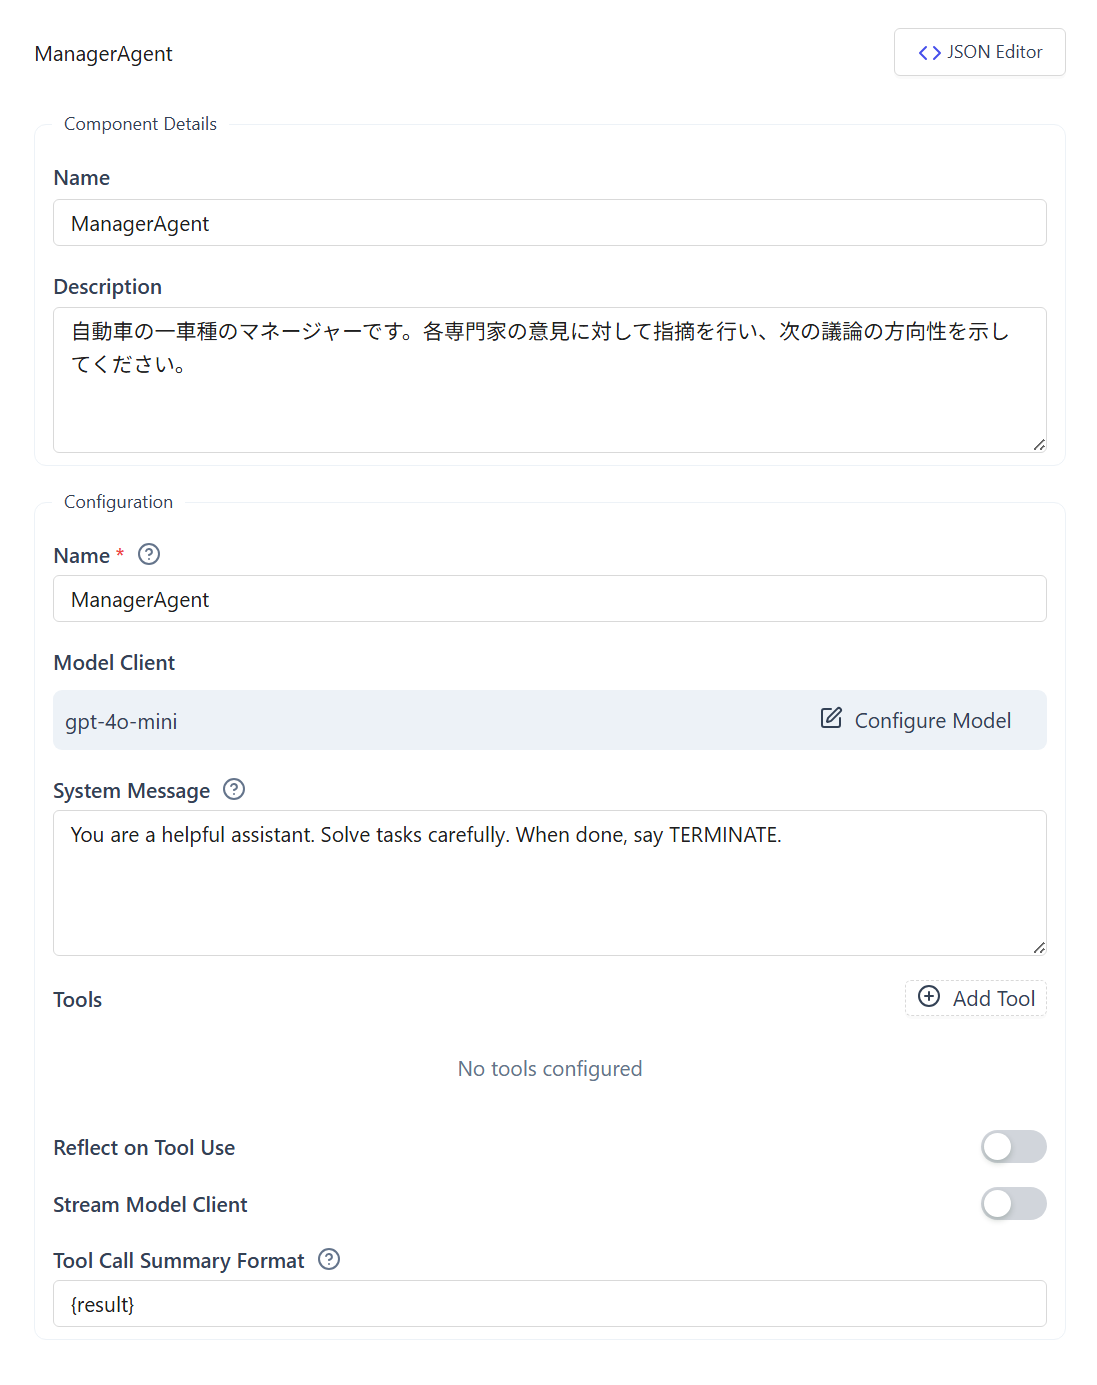 ManagerAgent
JSON Editor
Component Details
Name
ManagerAgent
Description
自動車の一車種のマネージャーです。各専門家の意見に対して指摘を行い、次の議論の方向性を示し
てください。
Configuration
Name *
ManagerAgent
Model Client
gpt-4o-mini
Configure Model
System Message
You are a helpful assistant. Solve tasks carefully. When done, say TERMINATE.
Tools
Add Tool
No tools configured
Reflect on Tool Use
Stream Model Client
Tool Call Summary Format
{result}